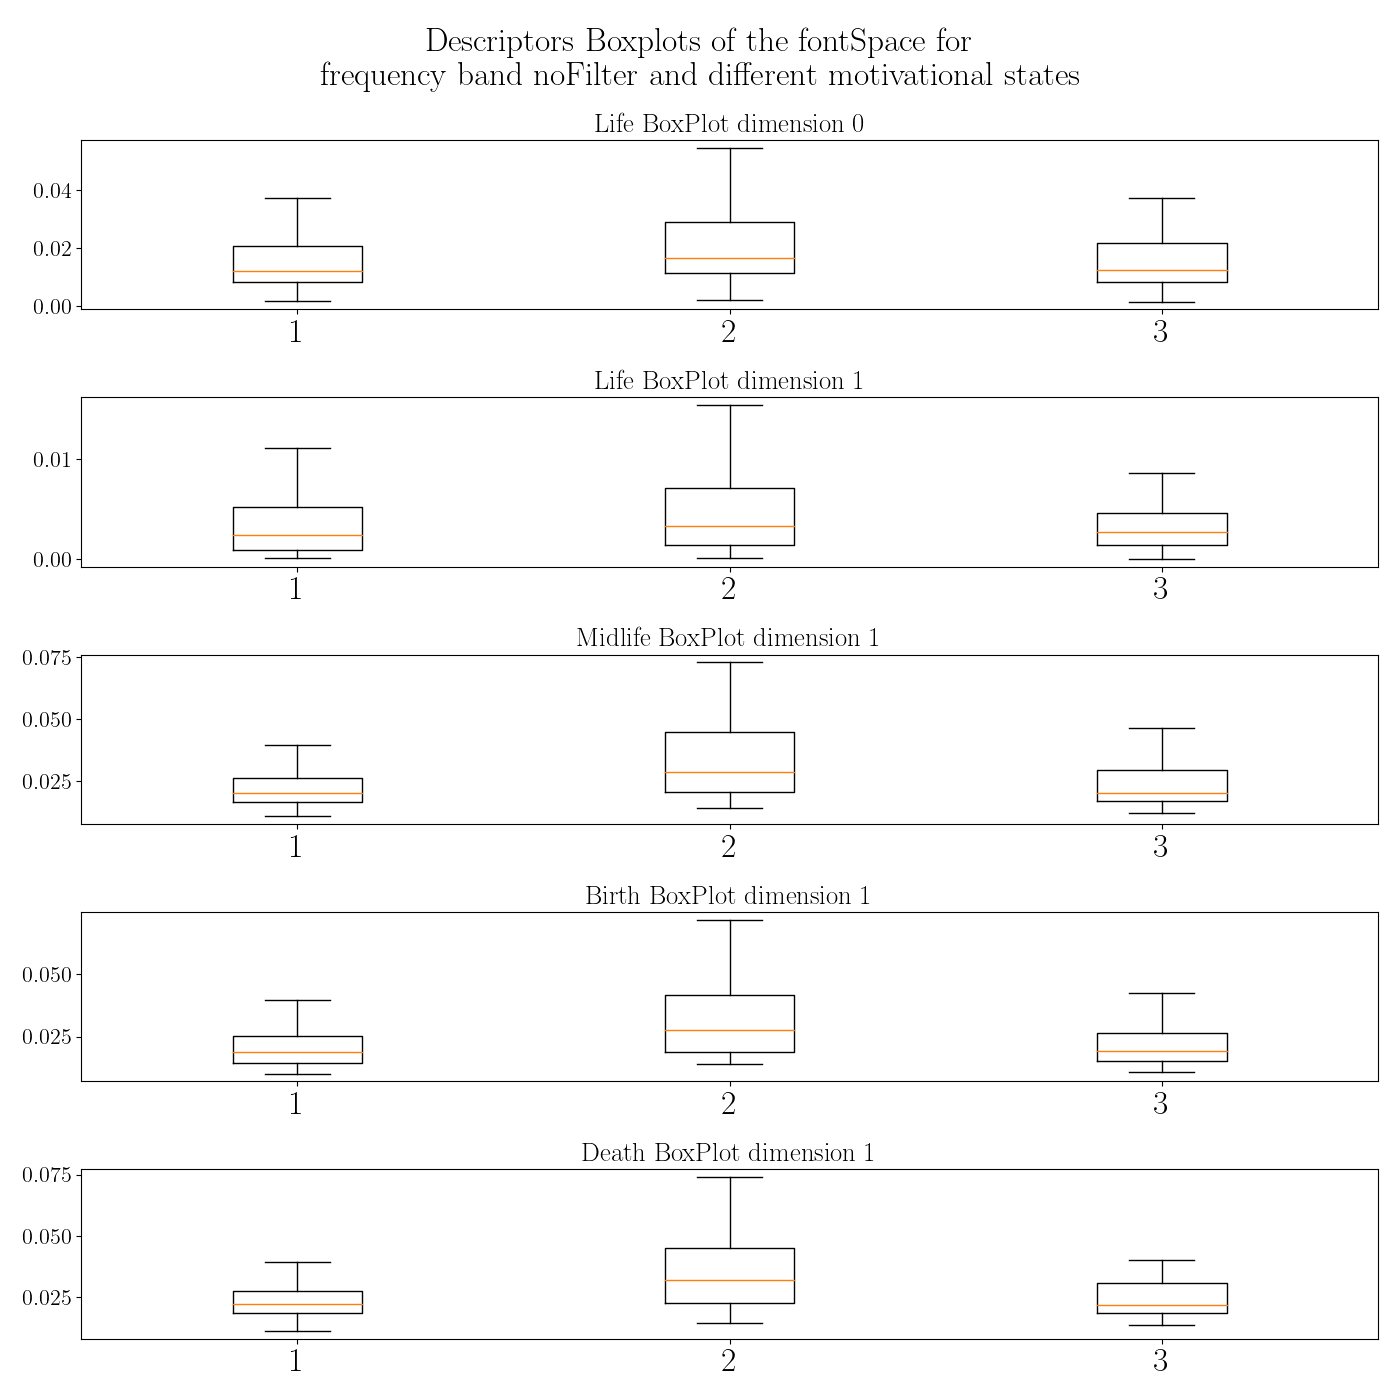 Descriptors Boxplots of the fontSpace for
frequency band noFilter and different motivational states
Life BoxPlot dimension 0
0.04
0.02
0.00
1 2 3
Life BoxPlot dimension 1
0.01
0.00
1 2 3
Midlife BoxPlot dimension 1
0.075
0.050
0.025
1 2 3
Birth BoxPlot dimension 1
0.050
0.025
1 2 3
Death BoxPlot dimension 1
0.075
0.050
0.025
1 2 3